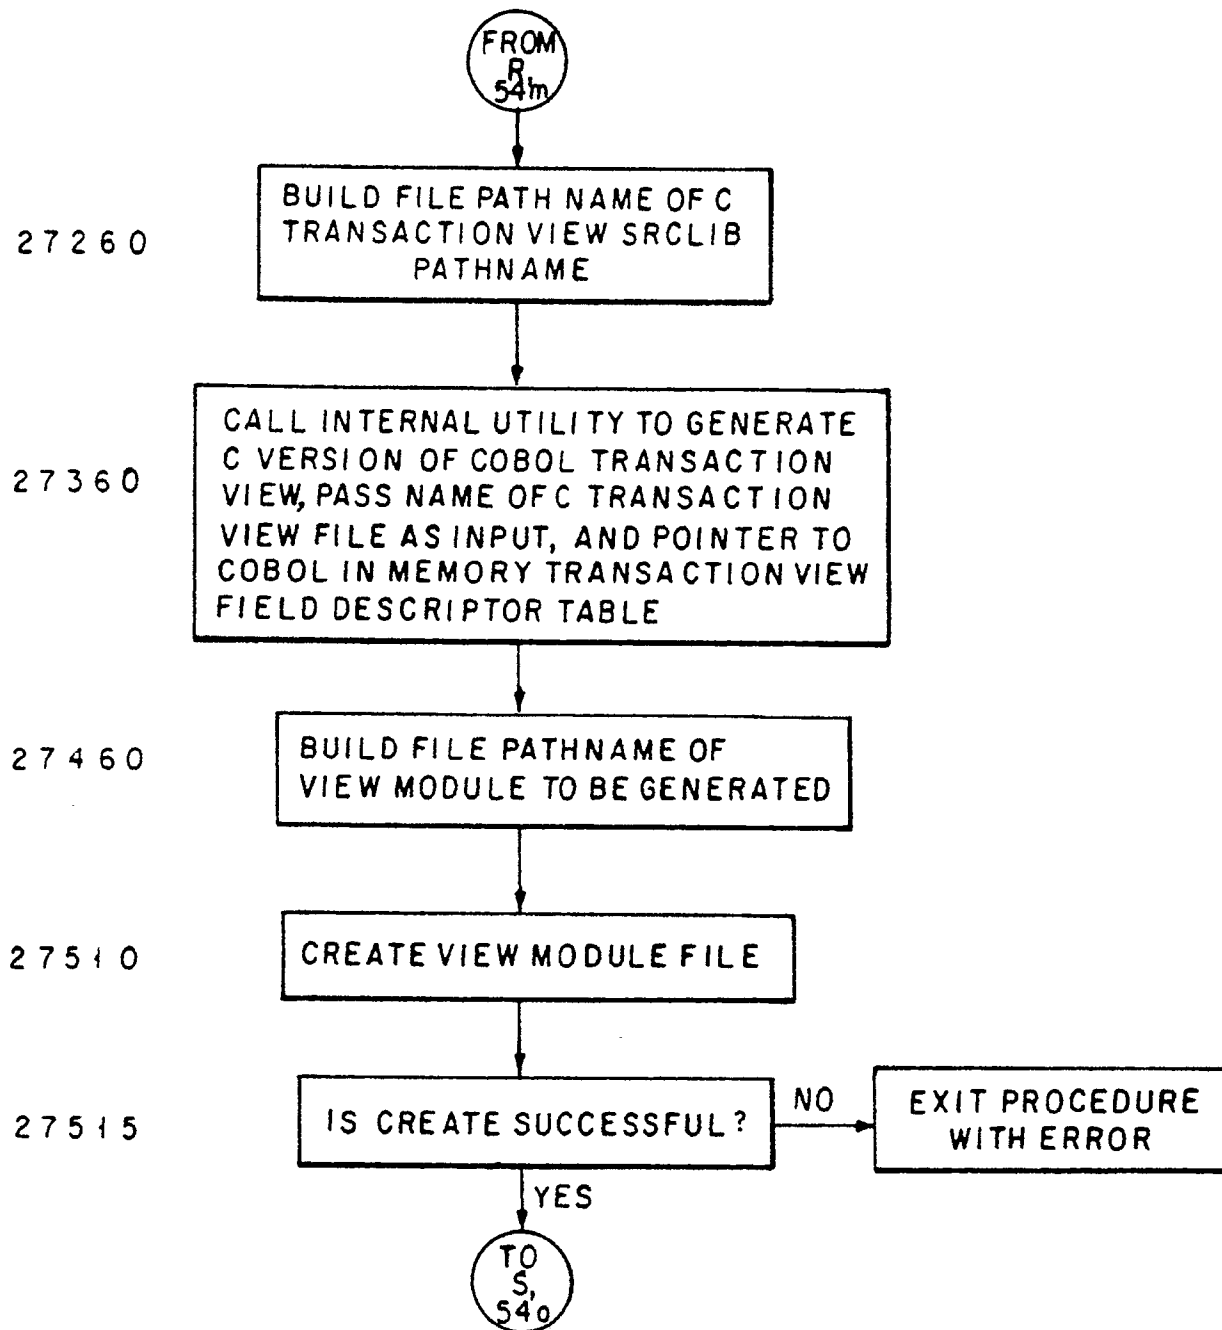 FROM
R,
54m
27260
BUILD FILE PATH NAME OF C
TRANSACTION VIEW SRCLIB
PATHNAME
27360
CALL INTERNAL UTILITY TO GENERATE
C VERSION OF COBOL TRANSACTION
VIEW, PASS NAME OF C TRANSACTION
VIEW FILE AS INPUT, AND POINTER TO
COBOL IN MEMORY TRANSACTION VIEW
FIELD DESCRIPTOR TABLE
27460
BUILD FILE PATHNAME OF
VIEW MODULE TO BE GENERATED
27510
CREATE VIEW MODULE FILE
27515
IS CREATE SUCCESSFUL?
NO
EXIT PROCEDURE
WITH ERROR
YES
TO
S,
54o